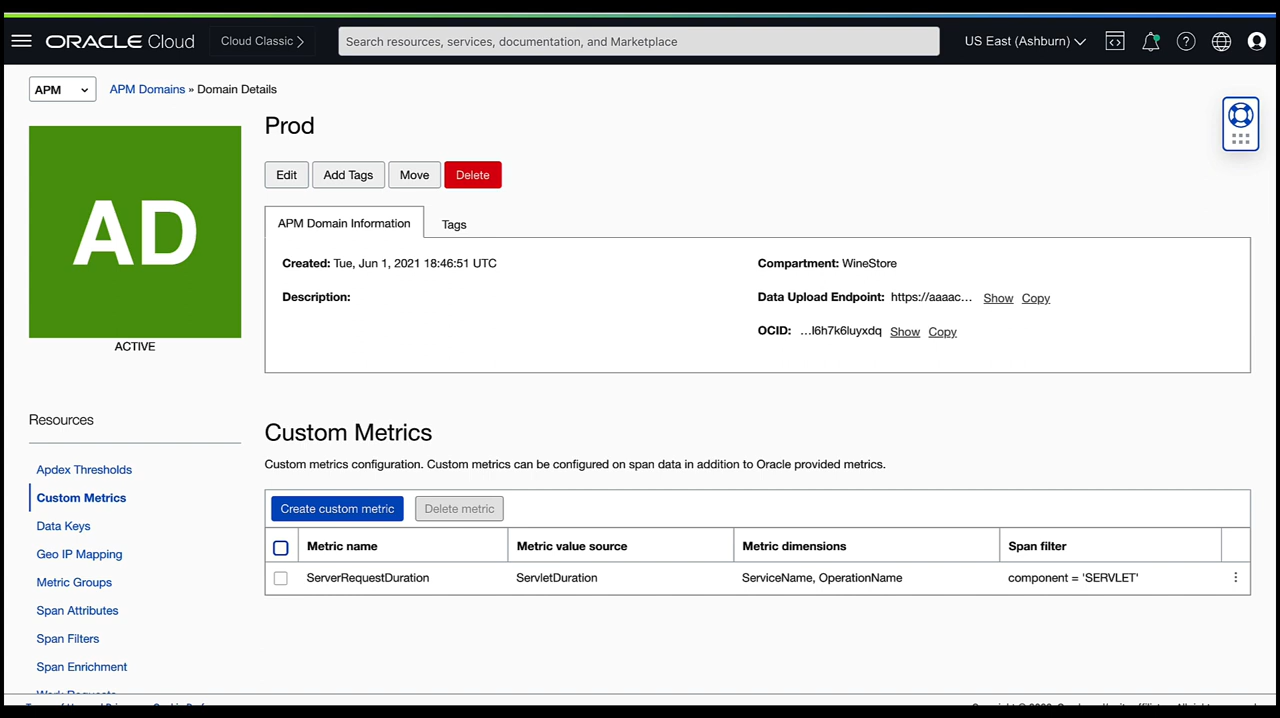 ORACLE Cloud
Cloud Classic
Search resources, services, documentation, and Marketplace
US East (Ashburn)
APM
APM Domains » Domain Details
AD
ACTIVE
Prod
Edit
Add Tags
Move
Delete
APM Domain Information
Tags
Created: Tue, Jun 1, 2021 18:46:51 UTC
Description:
Compartment: WineStore
Data Upload Endpoint: https://aaaac... Show Copy
OCID: ...l6h7k6luyxdq Show Copy
Resources
Apdex Thresholds
Custom Metrics
Data Keys
Geo IP Mapping
Metric Groups
Span Attributes
Span Filters
Span Enrichment
Work Requests
Custom Metrics
Custom metrics configuration. Custom metrics can be configured on span data in addition to Oracle provided metrics.
Create custom metric
Delete metric
Metric name
Metric value source
Metric dimensions
Span filter
ServerRequestDuration
ServletDuration
ServiceName, OperationName
component = 'SERVLET'